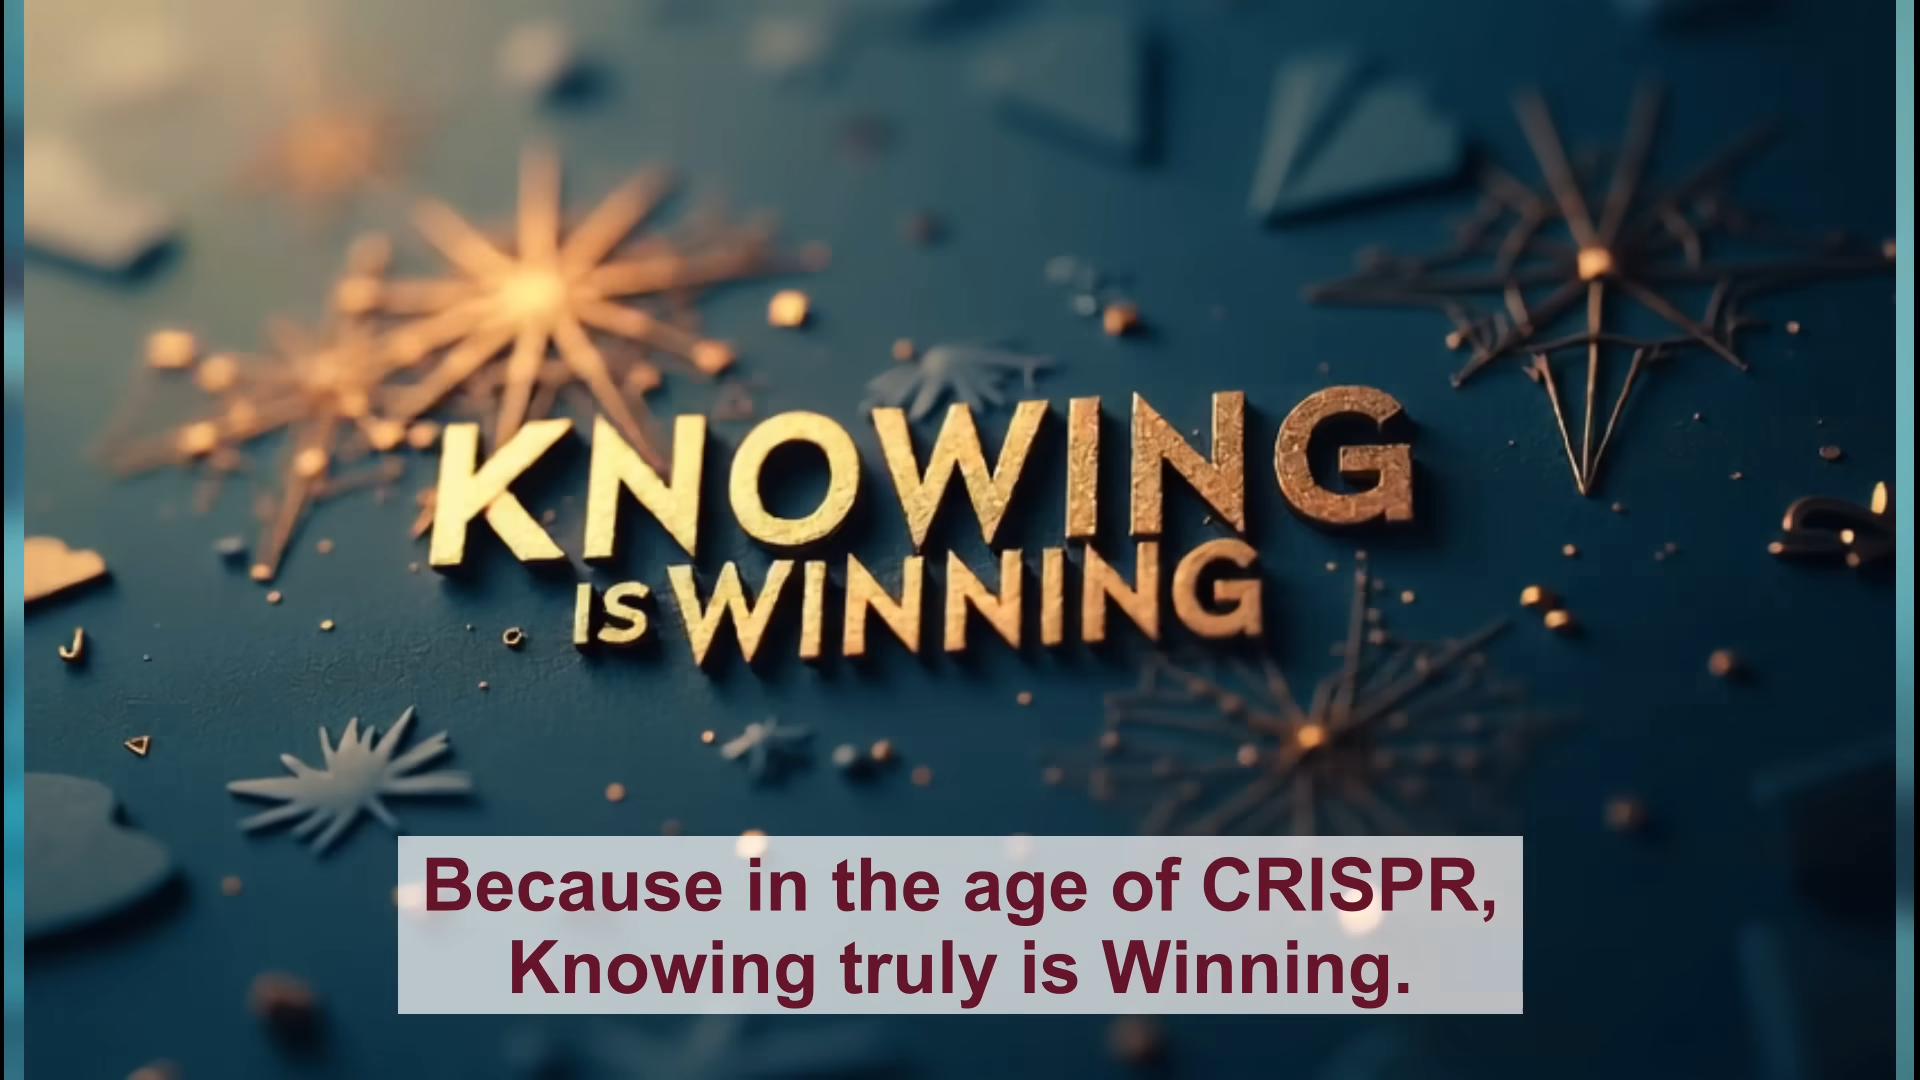 KNOWING
IS WINNING
J
Because in the age of CRISPR,
Knowing truly is Winning.